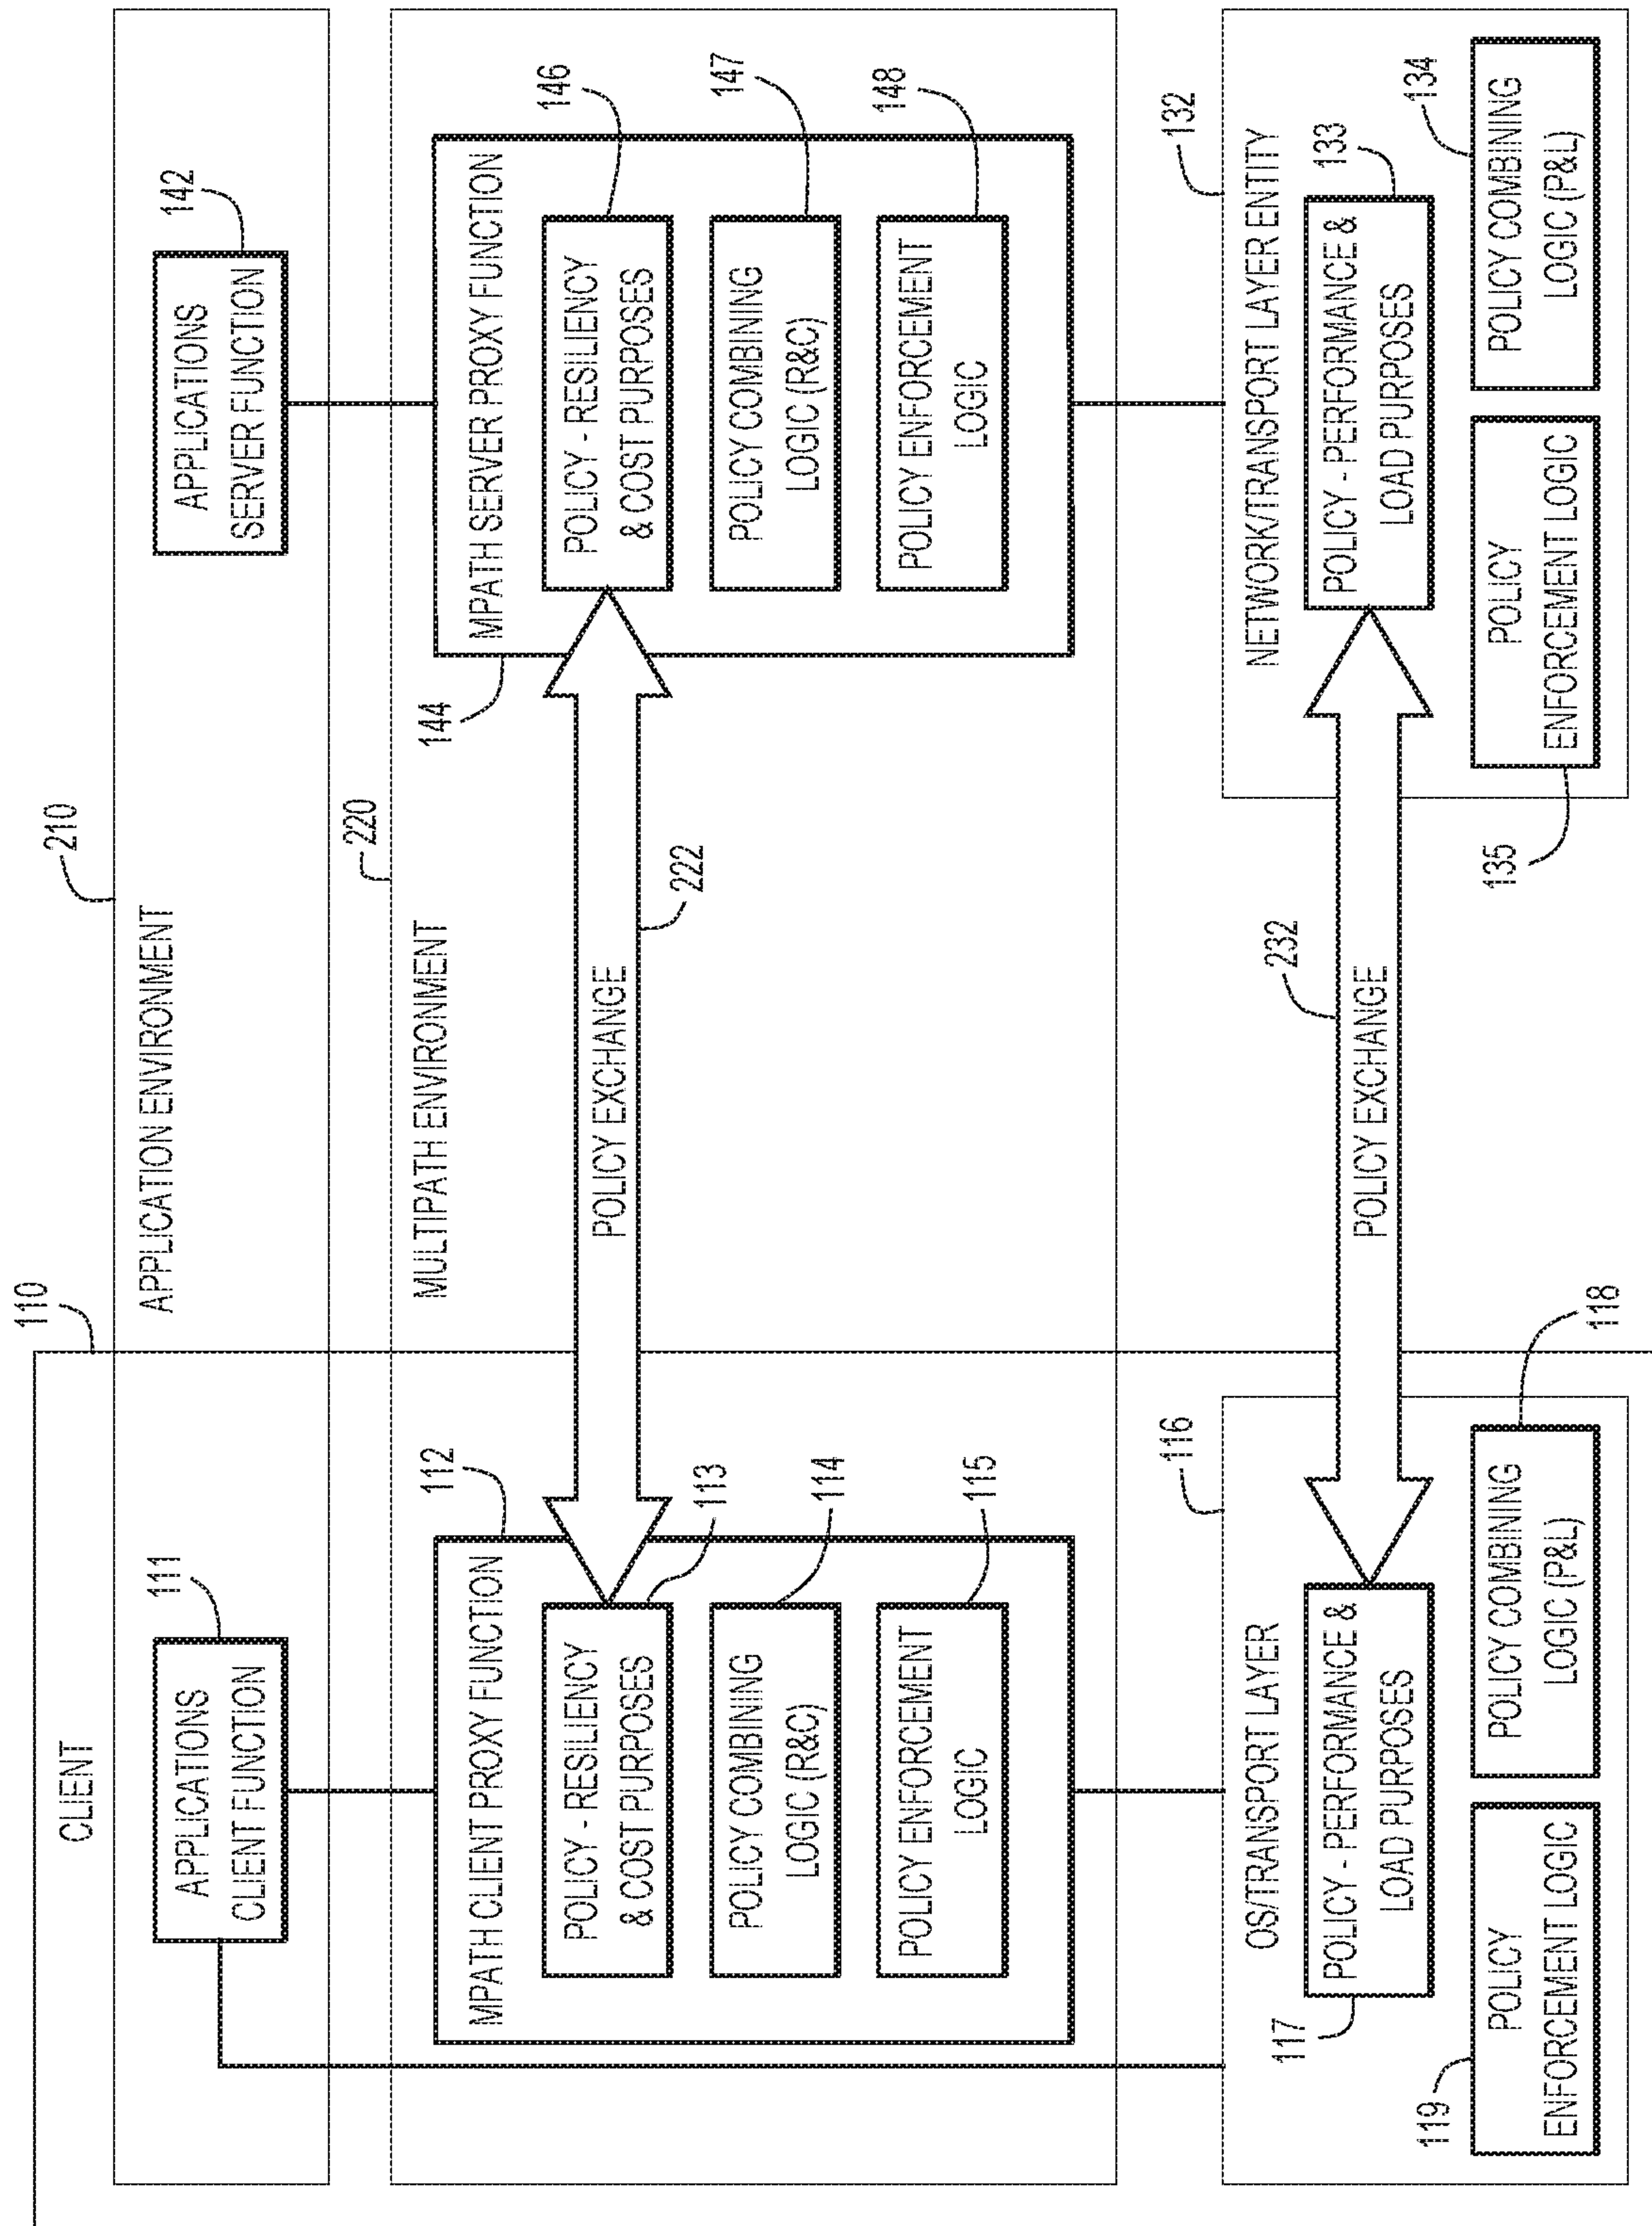 110
CLIENT
210
APPLICATION ENVIRONMENT
111
APPLICATIONS
CLIENT FUNCTION
142
APPLICATIONS
SERVER FUNCTION
220
MULTIPATH ENVIRONMENT
112
MPATH CLIENT PROXY FUNCTION
POLICY - RESILIENCY
& COST PURPOSES
113
POLICY COMBINING
LOGIC (R&C)
114
POLICY ENFORCEMENT
LOGIC
115
POLICY EXCHANGE
222
144
MPATH SERVER PROXY FUNCTION
POLICY - RESILIENCY
& COST PURPOSES
146
POLICY COMBINING
LOGIC (R&C)
147
POLICY ENFORCEMENT
LOGIC
148
116
OS/TRANSPORT LAYER
117
POLICY - PERFORMANCE &
LOAD PURPOSES
119
POLICY
ENFORCEMENT LOGIC
POLICY COMBINING
LOGIC (P&L)
118
232
POLICY EXCHANGE
132
NETWORK/TRANSPORT LAYER ENTITY
POLICY - PERFORMANCE &
LOAD PURPOSES
133
135
POLICY
ENFORCEMENT LOGIC
POLICY COMBINING
LOGIC (P&L)
134